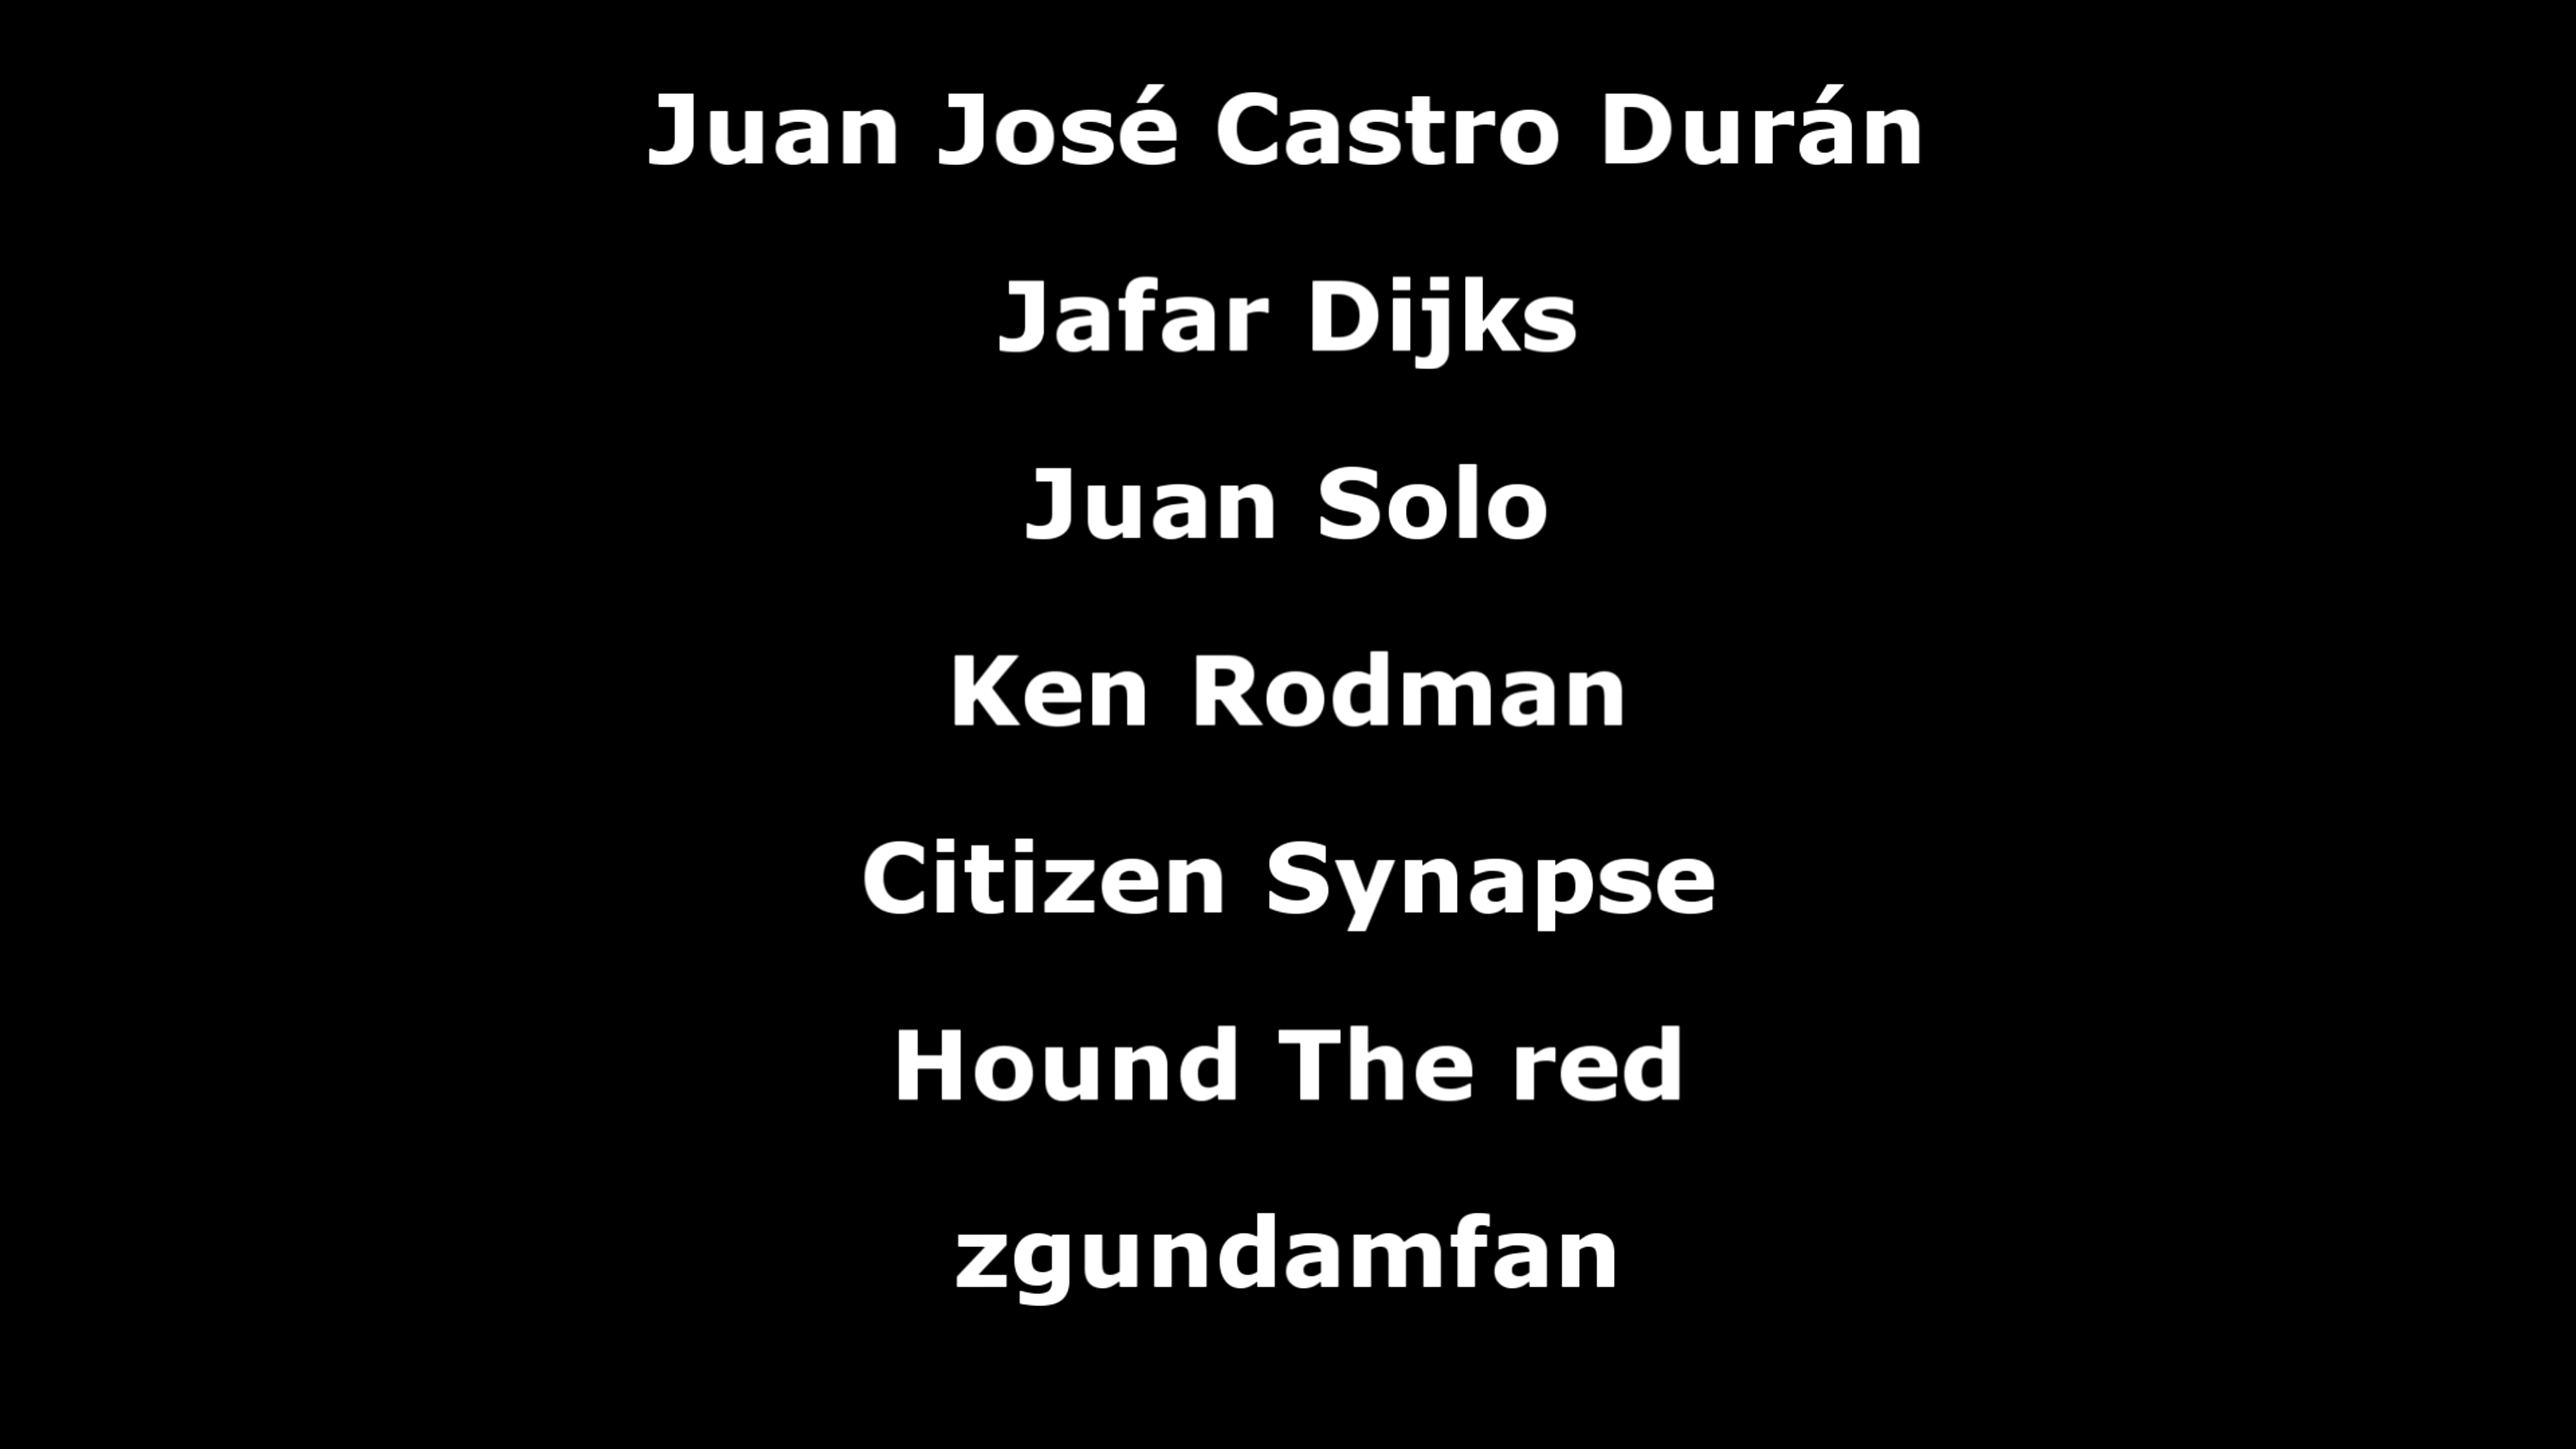 Juan José Castro Durán
Jafar Dijks
Juan Solo
Ken Rodman
Citizen Synapse
Hound The red
zgundamfan